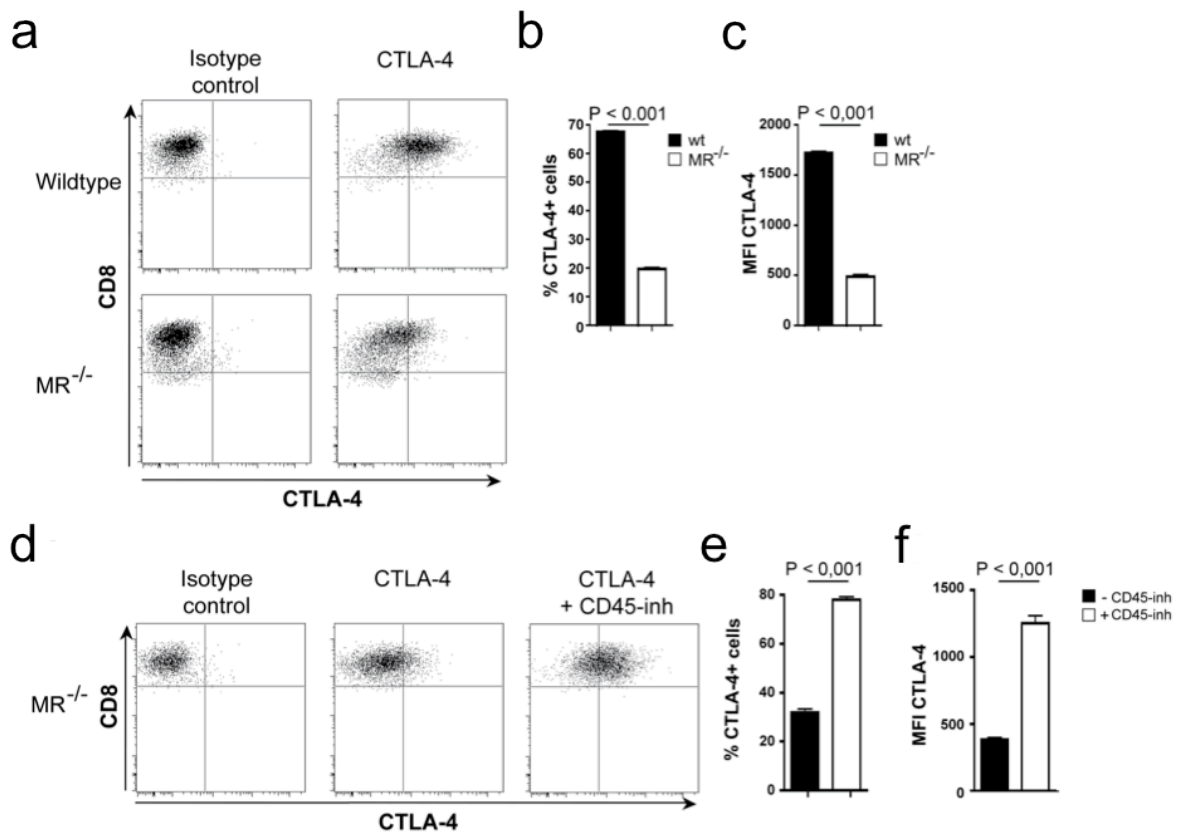 a
Isotype
control
CTLA-4
Wildtype
MR-/-
CD8
CTLA-4
b
P < 0.001
% CTLA-4+ cells
70
60
50
40
30
20
10
0
wt
MR-/-
c
P < 0,001
MFI CTLA-4
2000
1500
1000
500
0
wt
MR-/-
d
Isotype
control
CTLA-4
CTLA-4
+ CD45-inh
MR-/-
CD8
CTLA-4
e
P < 0,001
% CTLA-4+ cells
80
60
40
20
0
f
P < 0,001
MFI CTLA-4
1500
1000
500
0
- CD45-inh
+ CD45-inh